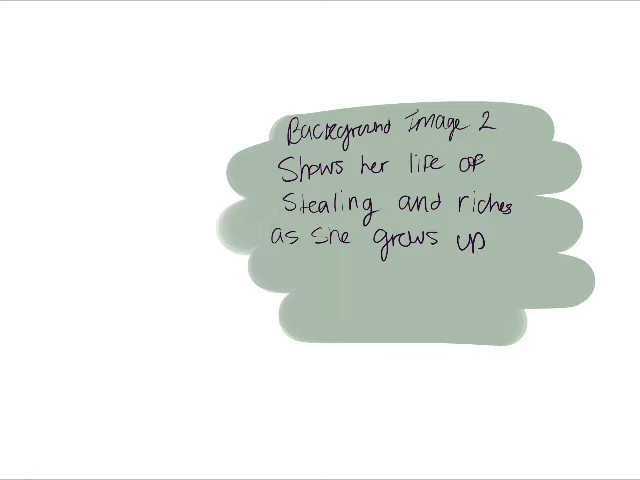 Background Image 2
Shows her life of
Stealing and riches
as she grows up